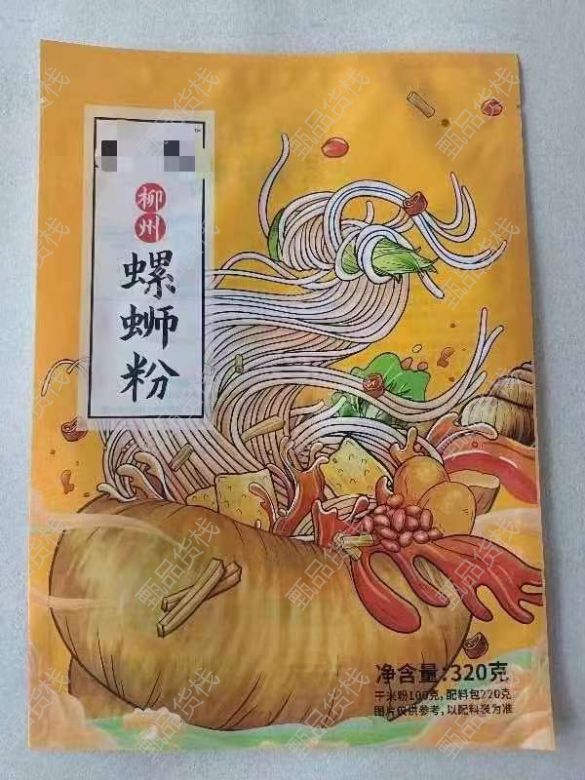 柳州
螺蛳粉
净含量:320克
干米粉100克,配料包220克
图片仅供参考,以配料表为准
甄品货栈